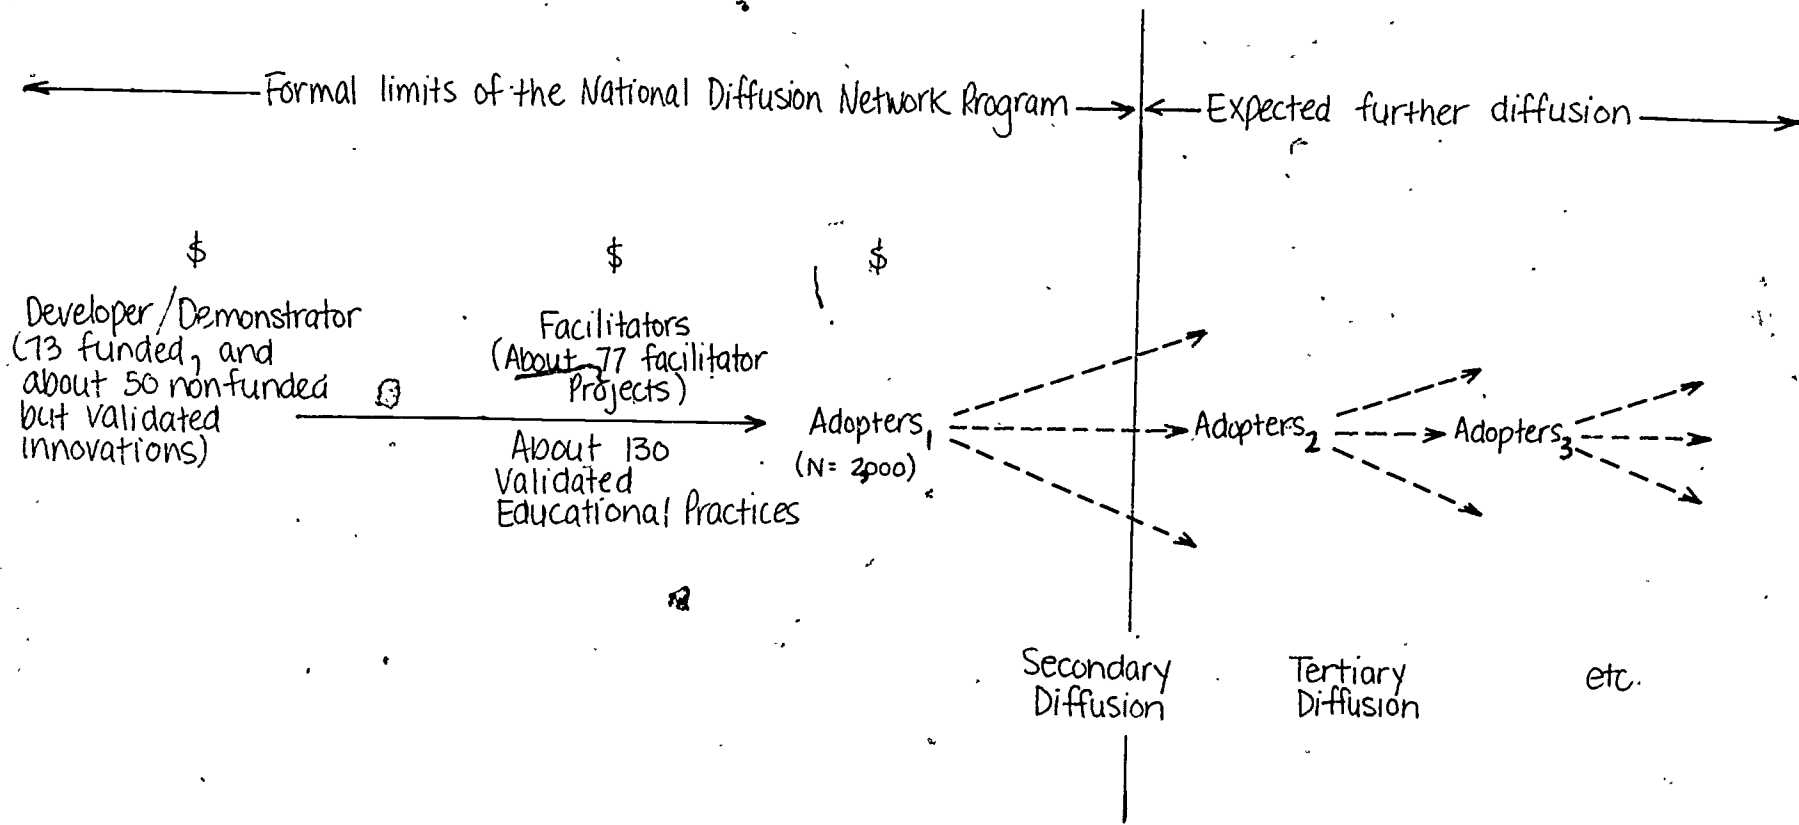 Formal limits of the National Diffusion Network Program
Expected further diffusion
$
Developer/Demonstrator
(73 funded, and
about 50 nonfunded
but validated
innovations)
$
Facilitators
(About 77 facilitator
Projects)
About 130
Validated
Educational Practices
$
Adopters1
(N= 2,000)
Adopters2
Adopters3
Secondary
Diffusion
Tertiary
Diffusion
etc.